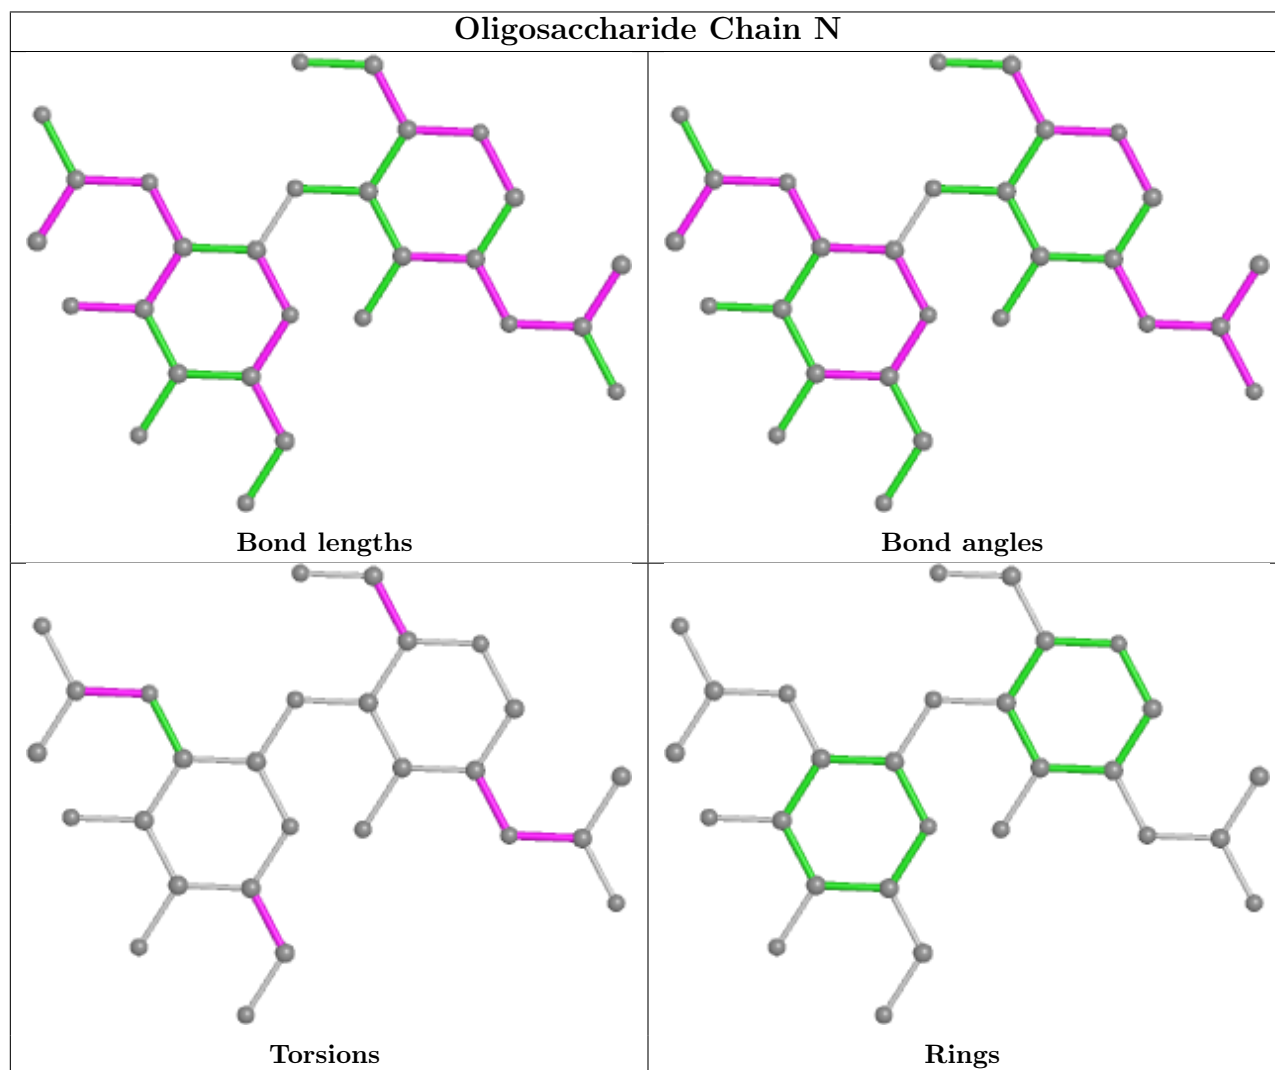 Oligosaccharide Chain N
Bond lengths
Bond angles
Torsions
Rings